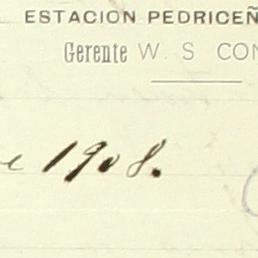 ESTACION PEDRICEÑ
Gerente W. S CON
e 1908.